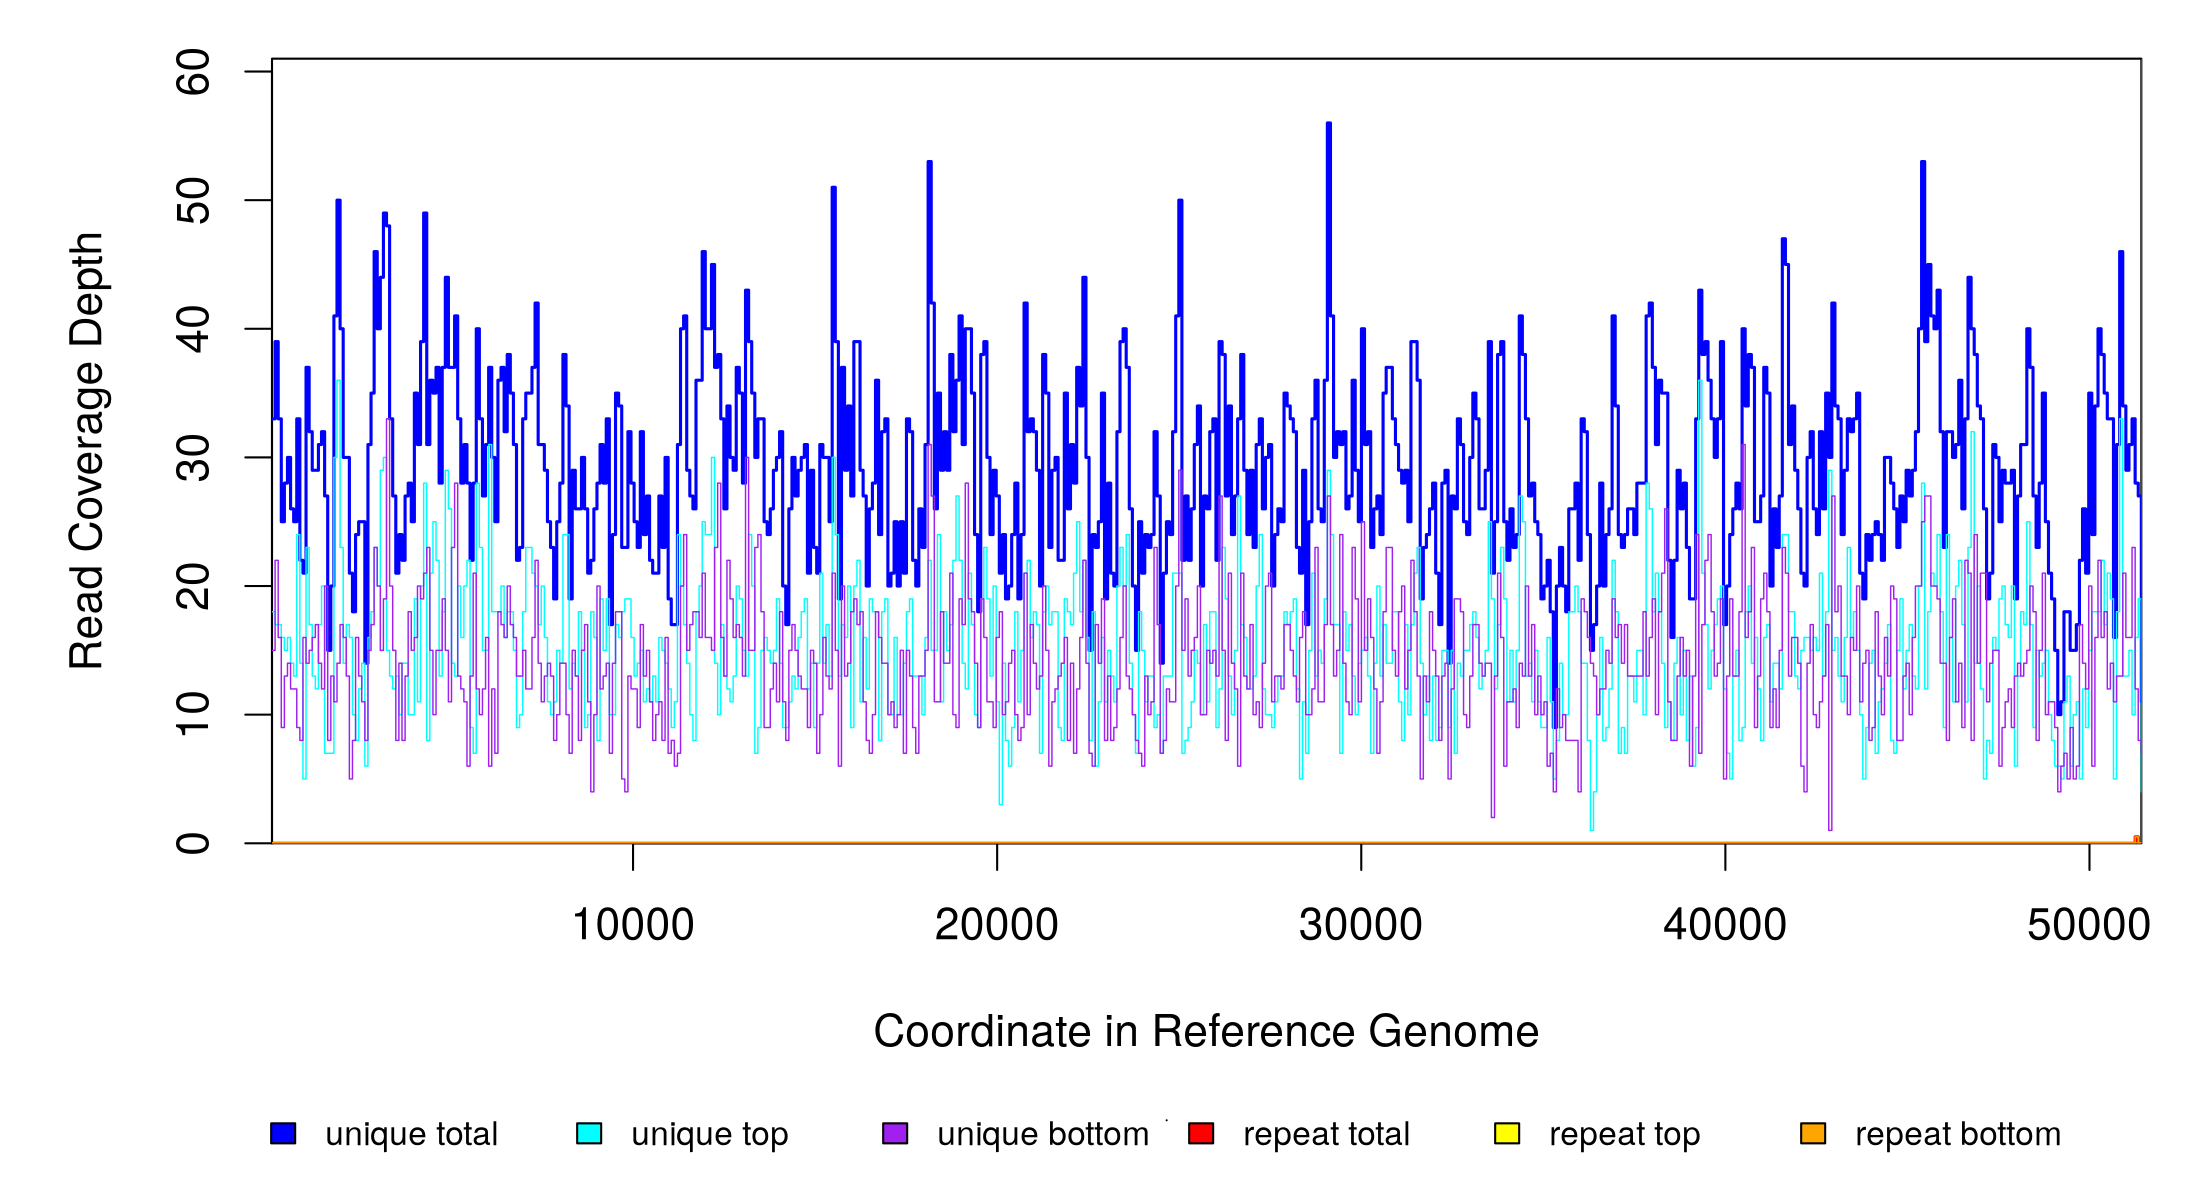 60
50
40
30
20
10
0
Read Coverage Depth
10000 20000 30000 40000 50000
Coordinate in Reference Genome
unique total unique top unique bottom repeat total repeat top repeat bottom